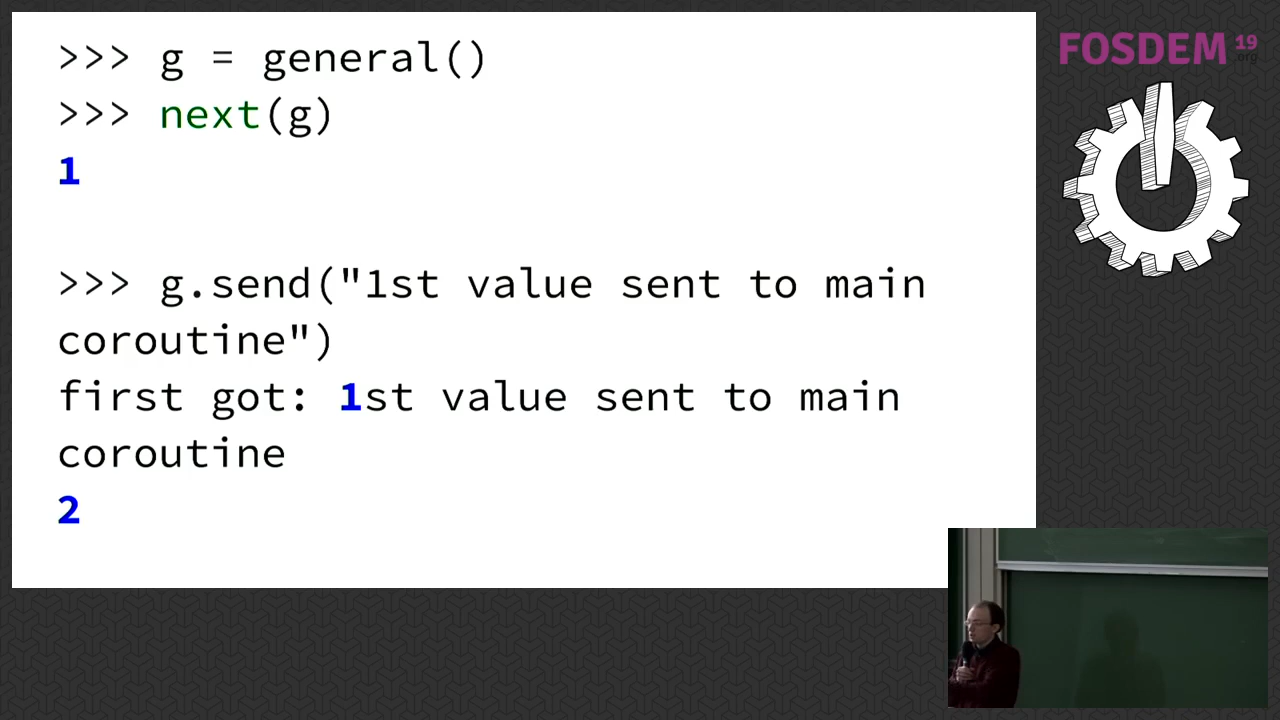 >>> g = general()
>>> next(g)
1
>>> g.send("1st value sent to main
coroutine")
first got: 1st value sent to main
coroutine
2
FOSDEM 19
.org